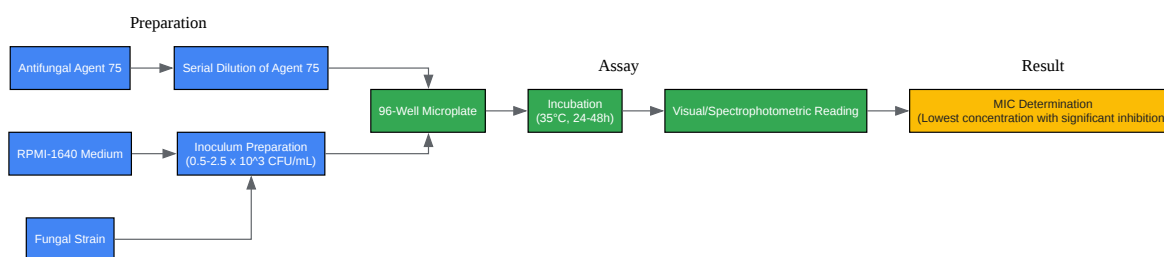 Preparation
Antifungal Agent 75
Serial Dilution of Agent 75
Assay
Result
96-Well Microplate
Incubation
(35°C, 24-48h)
Visual/Spectrophotometric Reading
MIC Determination
(Lowest concentration with significant inhibition
RPMI-1640 Medium
Inoculum Preparation
(0.5-2.5 x 10^3 CFU/mL)
Fungal Strain